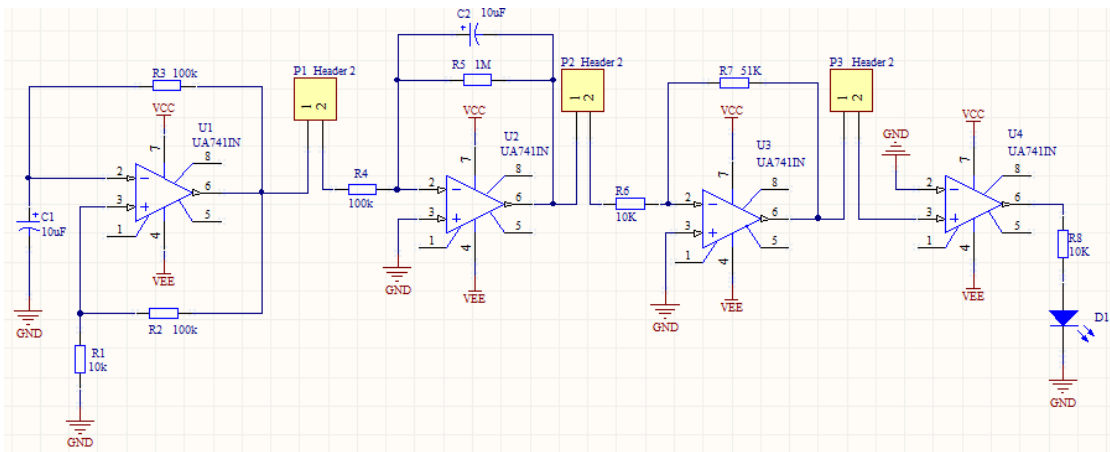 R3 100k
VCC
U1
UA741IN
7
8
2
6
3
5
1
4
VEE
C1
10uF
GND
R2 100k
R1
10k
GND
P1 Header 2
1
2
R4
100k
C2 10uF
R5 1M
VCC
U2
UA741IN
7
8
2
6
3
5
1
4
VEE
GND
P2 Header 2
1
2
R6
10K
R7 51K
VCC
U3
UA741IN
7
8
2
6
3
5
1
4
VEE
GND
P3 Header 2
1
2
GND
VCC
U4
UA741IN
7
8
2
6
3
5
1
4
VEE
R8
10K
D1
GND